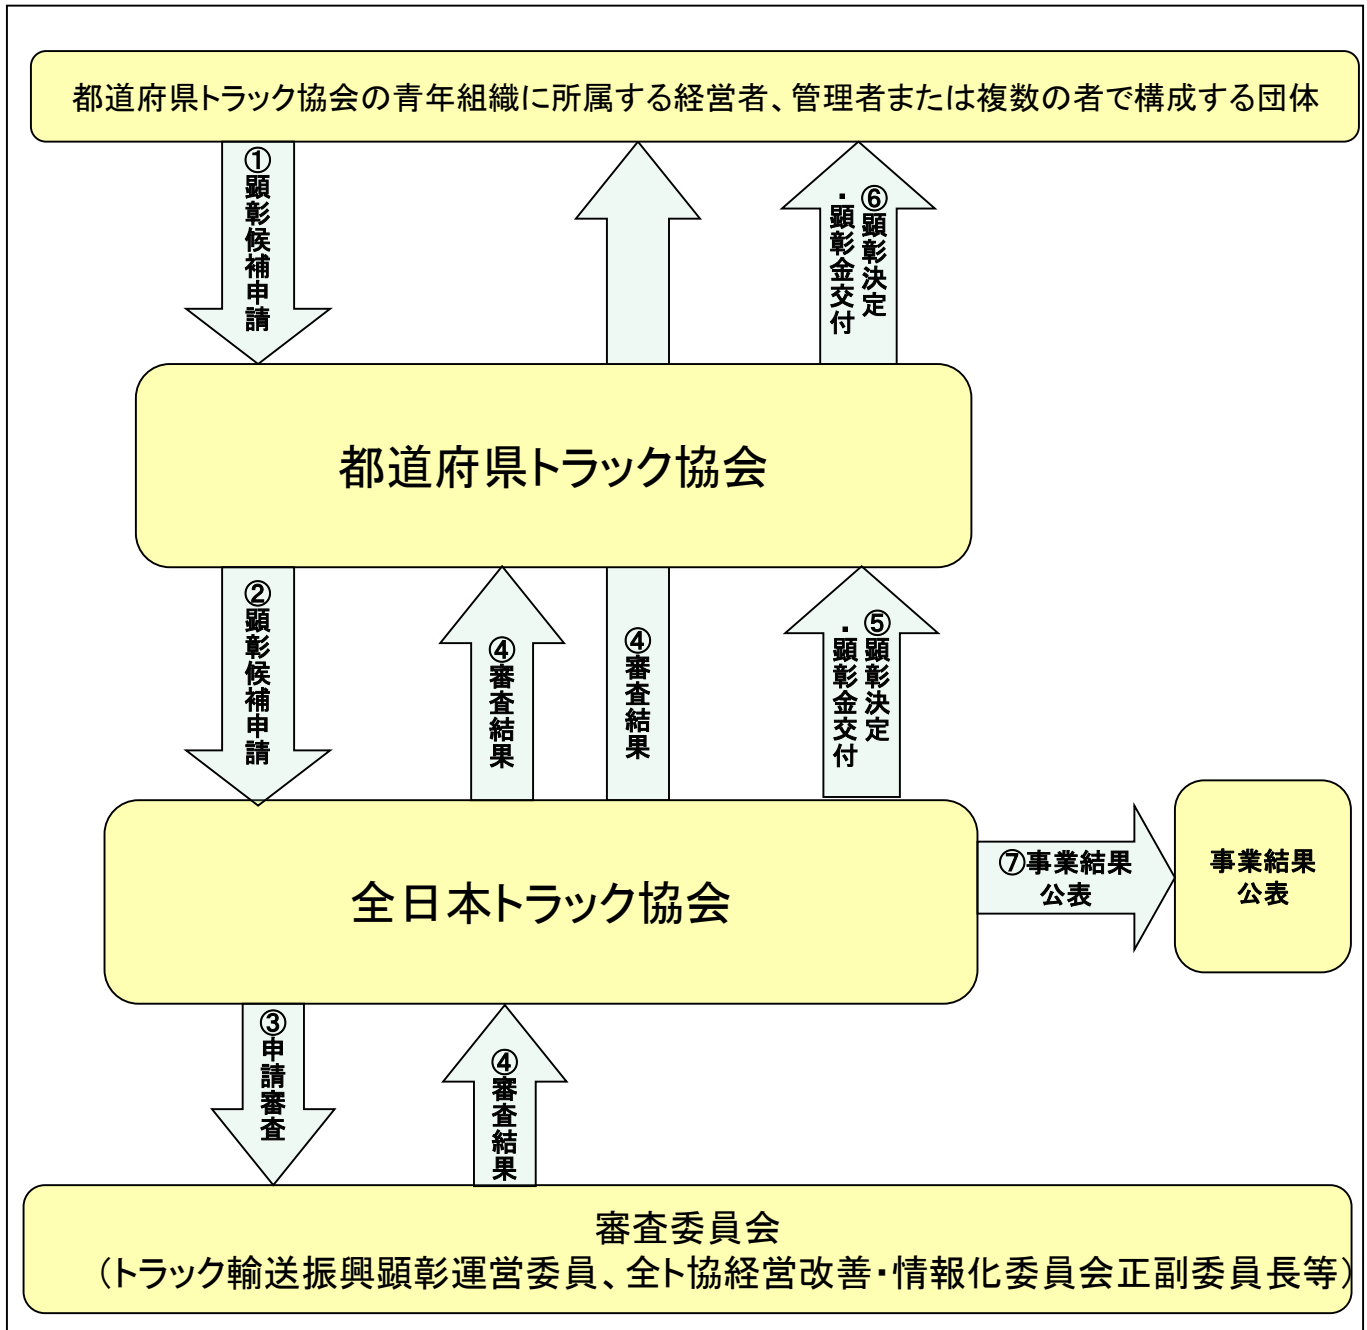 都道府県トラック協会の青年組織に所属する経営者、管理者または複数の者で構成する団体
①顕彰候補申請
⑥顕彰決定
・顕彰金交付
都道府県トラック協会
②顕彰候補申請
④審査結果
④審査結果
⑤顕彰決定
・顕彰金交付
全日本トラック協会
⑦事業結果
公表
事業結果
公表
③申請審査
④審査結果
審査委員会
（トラック輸送振興顕彰運営委員、全ト協経営改善・情報化委員会正副委員長等）